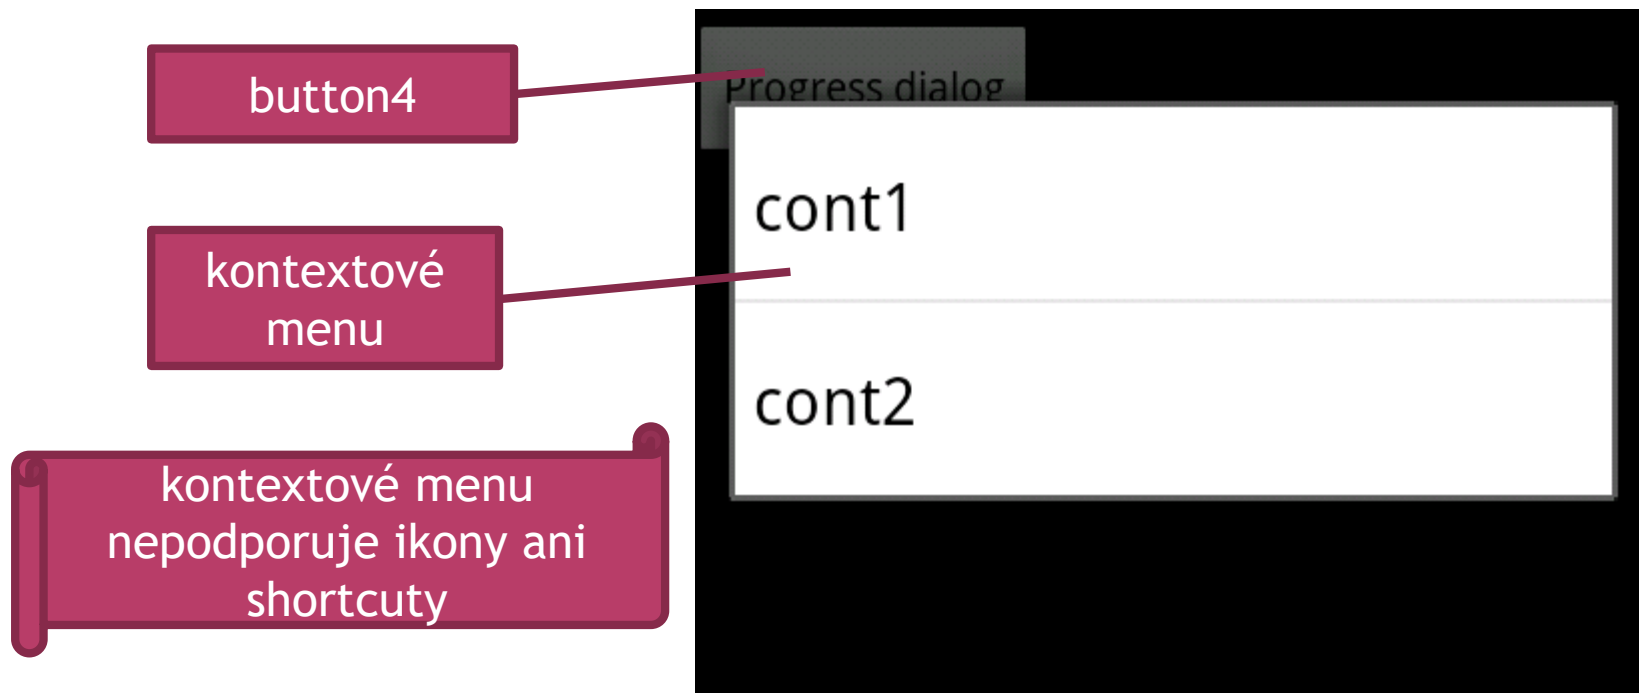 button4
Progress dialog
kontextové
menu
cont1
cont2
kontextové menu
nepodporuje ikony ani
shortcuty